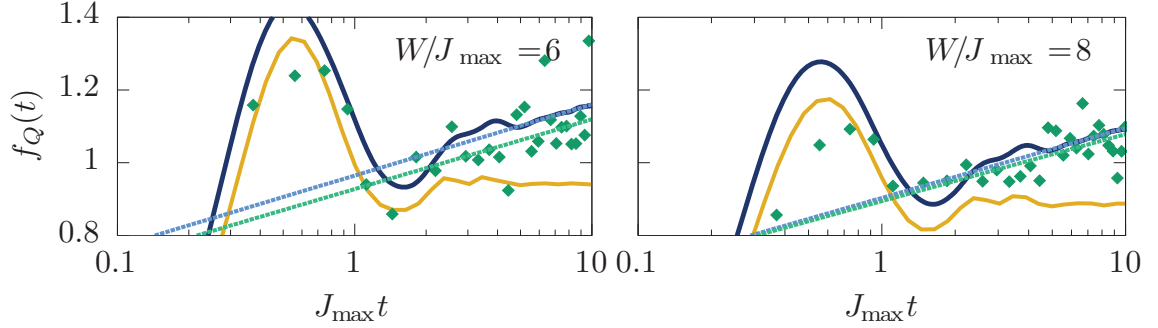 1.4
1.2
1
0.8
f_Q(t)
W/J_max = 6
0.1
1
10
J_max t
W/J_max = 8
0.1
1
10
J_max t